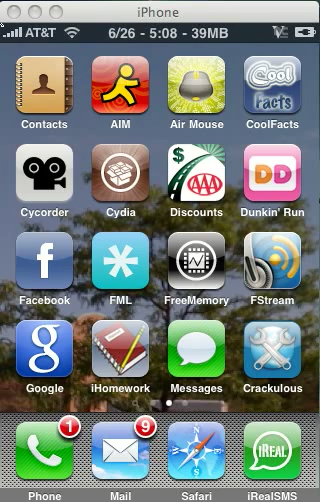 iPhone
AT&T 6/26 - 5:08 - 39MB
Cool Facts
Contacts AIM Air Mouse CoolFacts
$ AAA DD
Cycorder Cydia Discounts Dunkin' Run
f
Facebook FML FreeMemory FStream
g
Google iHomework Messages Crackulous
1 9
iREAL
Phone Mail Safari iRealSMS